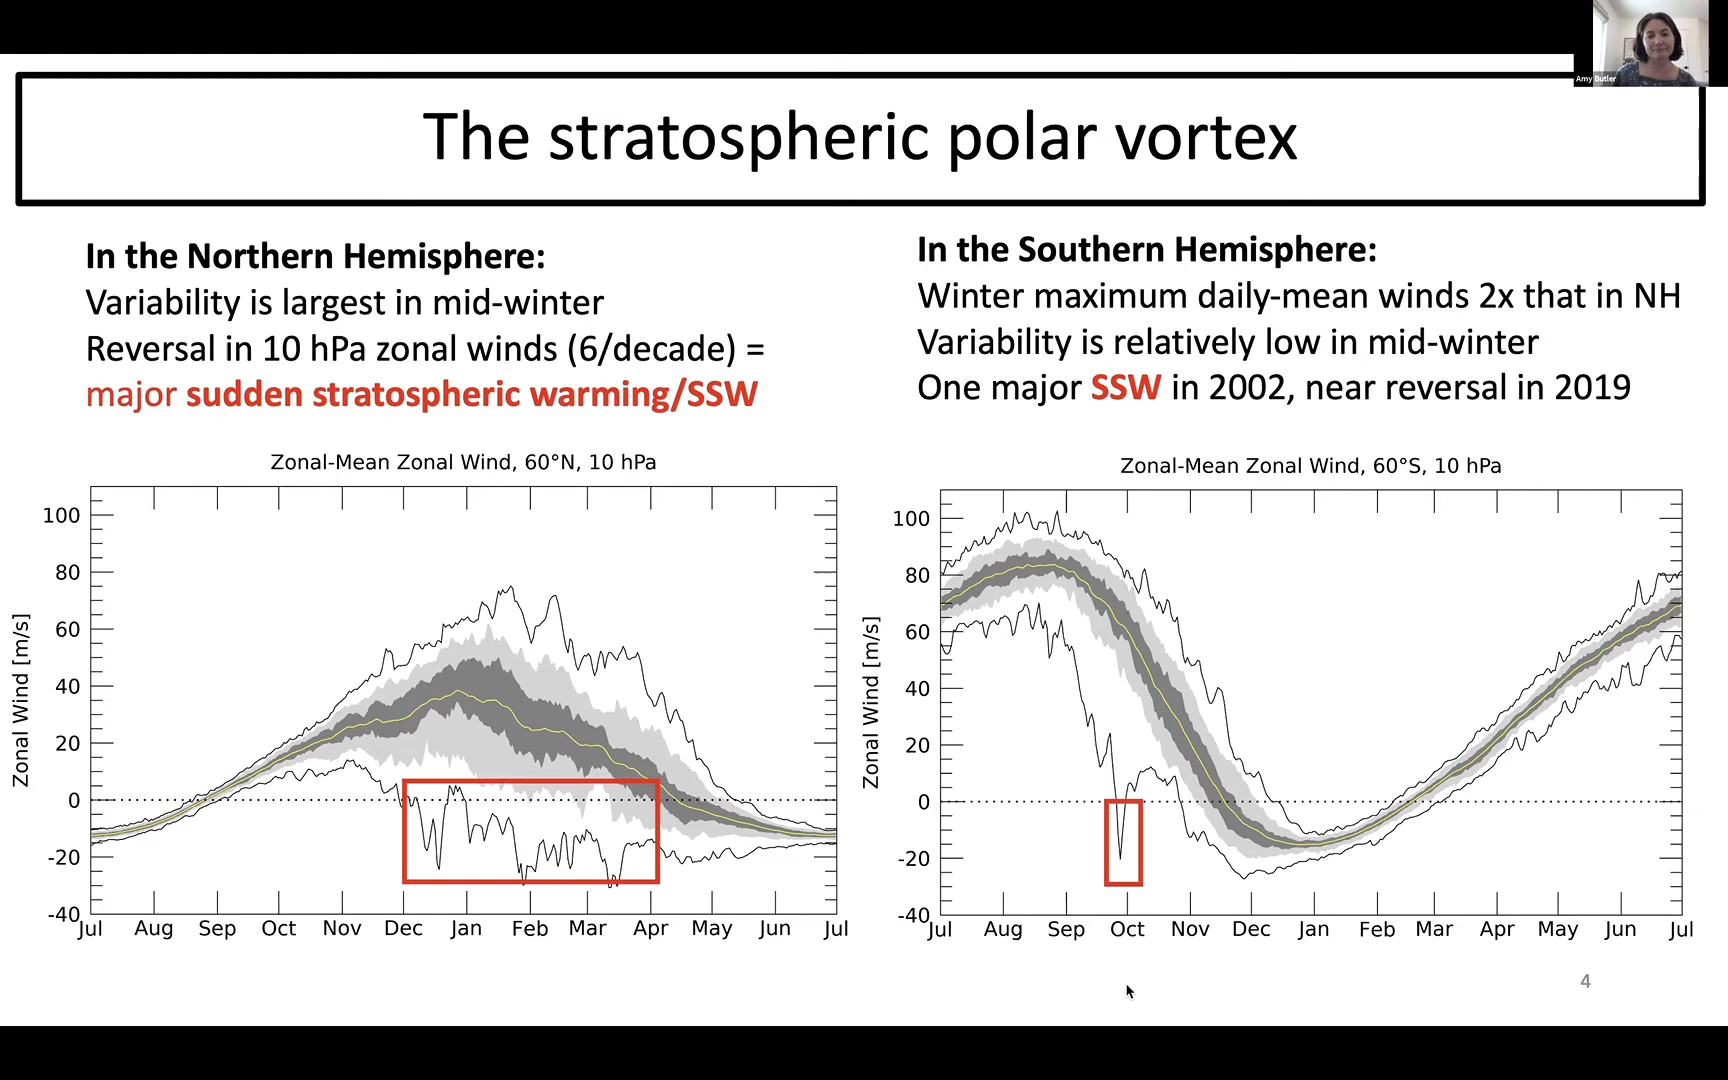 Amy Butler
The stratospheric polar vortex
In the Northern Hemisphere:
Variability is largest in mid-winter
Reversal in 10 hPa zonal winds (6/decade) =
major sudden stratospheric warming/SSW
In the Southern Hemisphere:
Winter maximum daily-mean winds 2x that in NH
Variability is relatively low in mid-winter
One major SSW in 2002, near reversal in 2019
Zonal-Mean Zonal Wind, 60°N, 10 hPa
Zonal Wind [m/s]
100
80
60
40
20
0
-20
-40
Jul Aug Sep Oct Nov Dec Jan Feb Mar Apr May Jun Jul
Zonal-Mean Zonal Wind, 60°S, 10 hPa
Zonal Wind [m/s]
100
80
60
40
20
0
-20
-40
Jul Aug Sep Oct Nov Dec Jan Feb Mar Apr May Jun Jul
4